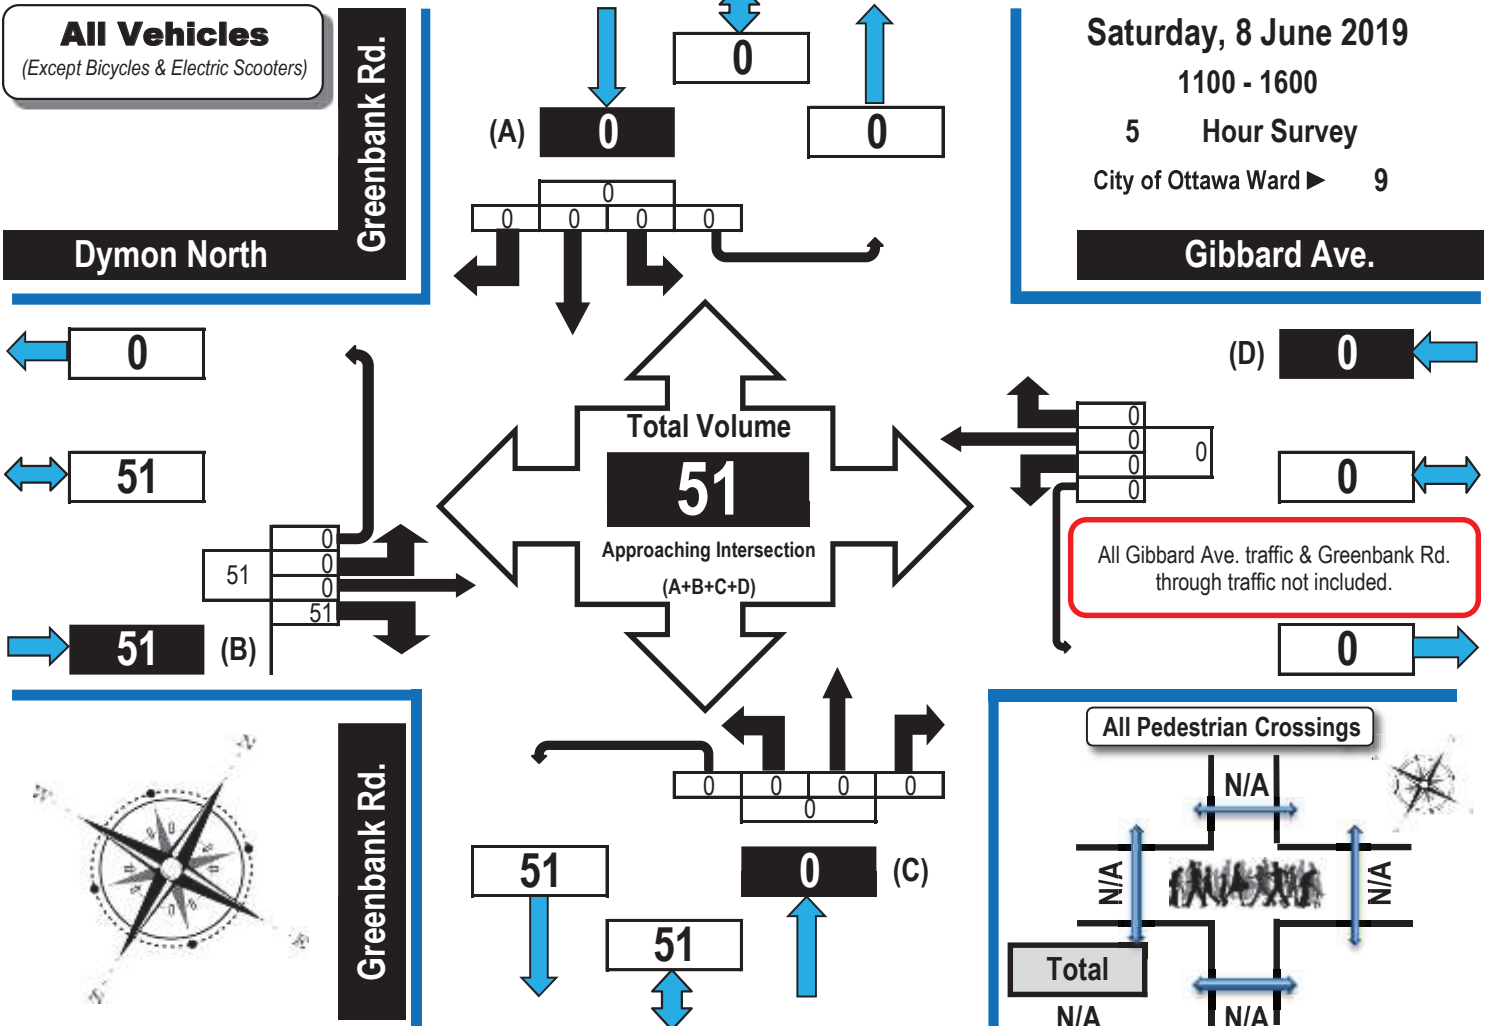 All Vehicles
(Except Bicycles & Electric Scooters)
Greenbank Rd.
Dymon North
0
(A) 0
0
0
0 0 0 0
Saturday, 8 June 2019
1100 - 1600
5 Hour Survey
City of Ottawa Ward ► 9
Gibbard Ave.
0
51
0
0
51
0
51
51 (B)
Total Volume
51
Approaching Intersection
(A+B+C+D)
(D) 0
0
0
0
0
0
0
All Gibbard Ave. traffic & Greenbank Rd.
through traffic not included.
0
Greenbank Rd.
N
W
E
S
0 0 0 0
0
51
0 (C)
51
All Pedestrian Crossings
N/A
N/A
N/A
Total
N/A
N/A